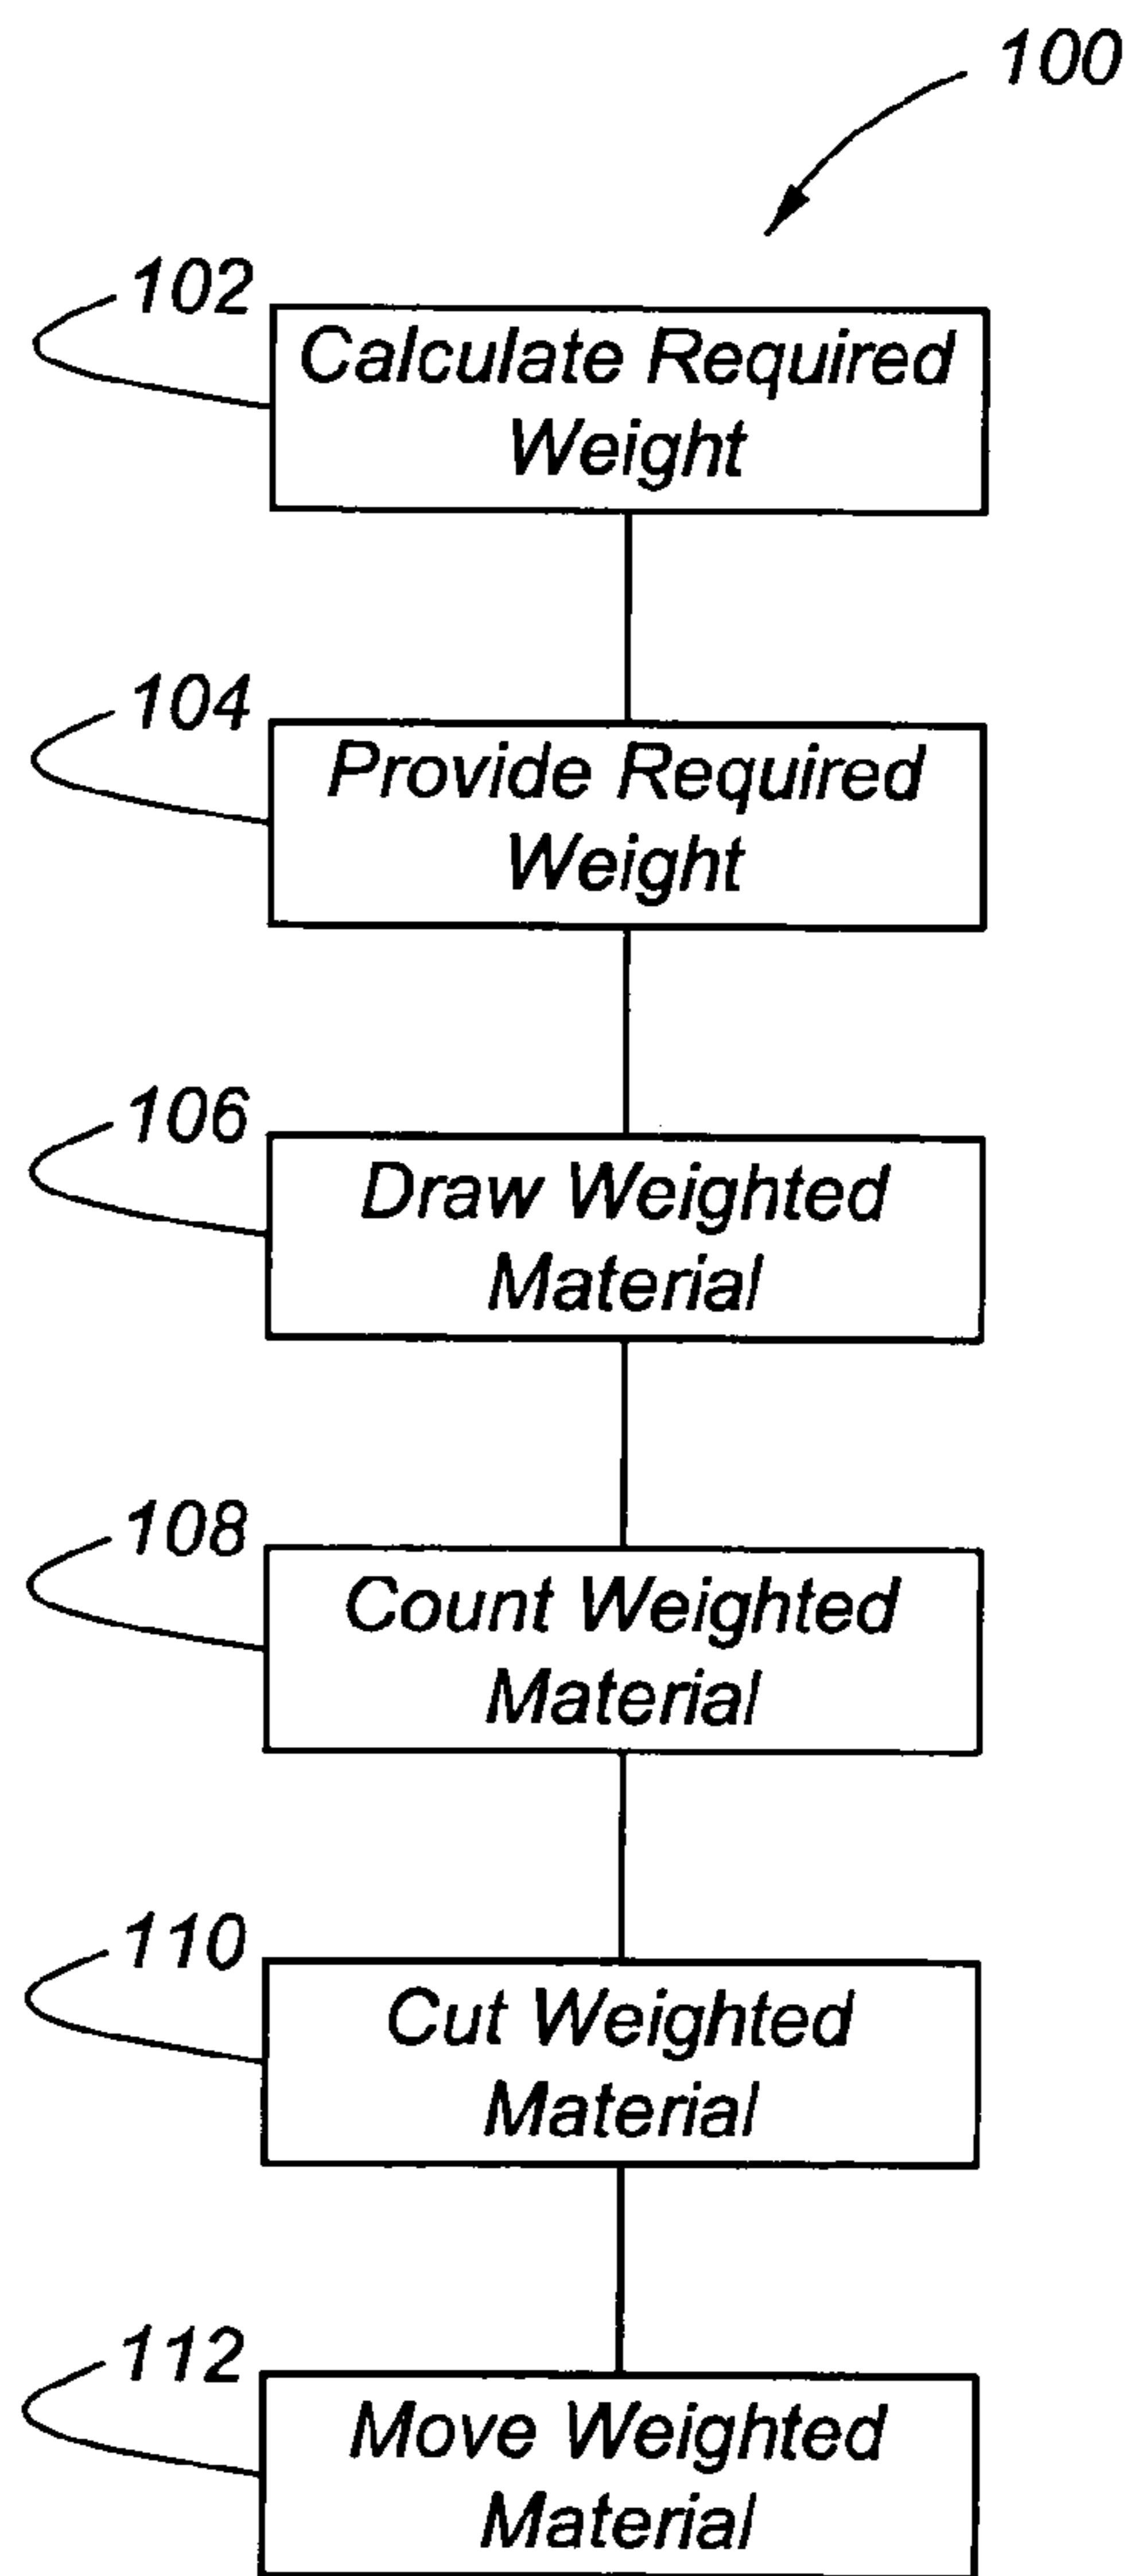 100
102
Calculate Required
Weight
104
Provide Required
Weight
106
Draw Weighted
Material
108
Count Weighted
Material
110
Cut Weighted
Material
112
Move Weighted
Material